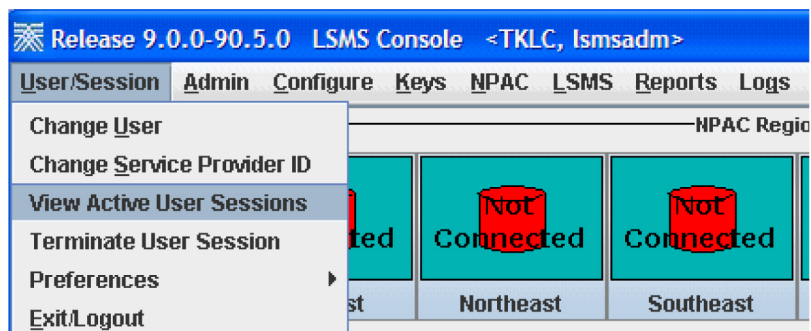 Release 9.0.0-90.5.0 LSMS Console <TKLC, lsmsadm>
User/Session Admin Configure Keys NPAC LSMS Reports Logs
Change User
NPAC Regio
Change Service Provider ID
View Active User Sessions
Not
Not
Terminate User Session
ted
Connected
Connected
Preferences
st
Northeast
Southeast
Exit/Logout